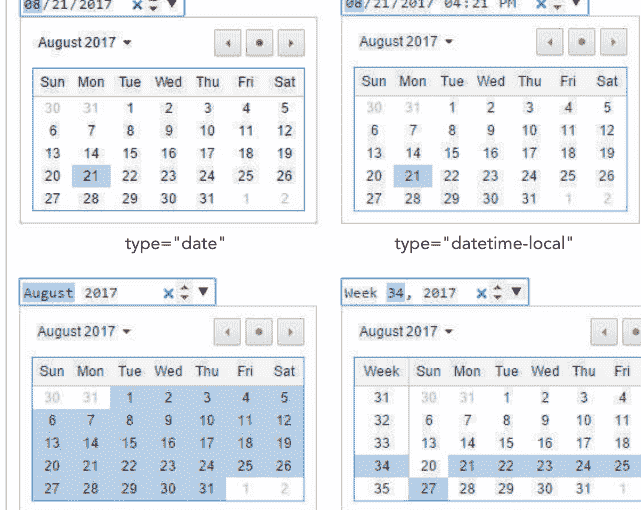 08/21/2017
August 2017
Sun Mon Tue Wed Thu Fri Sat
30 31 1 2 3 4 5
6 7 8 9 10 11 12
13 14 15 16 17 18 19
20 21 22 23 24 25 26
27 28 29 30 31 1 2
type="date"
08/21/2017 04:21 PM
August 2017
Sun Mon Tue Wed Thu Fri Sat
30 31 1 2 3 4 5
6 7 8 9 10 11 12
13 14 15 16 17 18 19
20 21 22 23 24 25 26
27 28 29 30 31 1 2
type="datetime-local"
August 2017
August 2017
Sun Mon Tue Wed Thu Fri Sat
30 31 1 2 3 4 5
6 7 8 9 10 11 12
13 14 15 16 17 18 19
20 21 22 23 24 25 26
27 28 29 30 31 1 2
Week 34, 2017
August 2017
Week Sun Mon Tue Wed Thu Fri
31 30 31 1 2 3 4
32 6 7 8 9 10 11
33 13 14 15 16 17 18
34 20 21 22 23 24 25
35 27 28 29 30 31 1